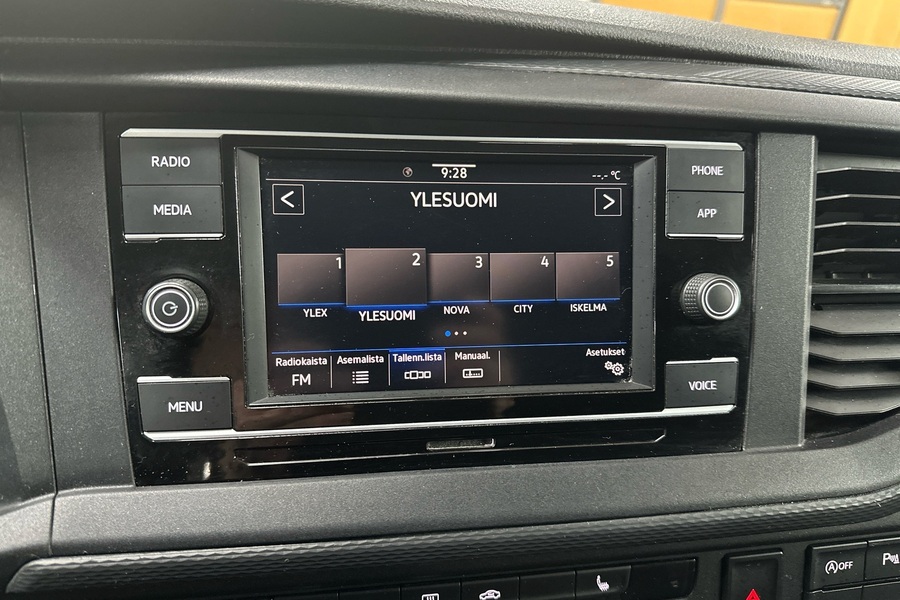 RADIO
MEDIA
MENU
9:28
--,- °C
YLESUOMI
1 2 3 4 5
YLEX YLESUOMI NOVA CITY ISKELMA
Radiokaista Asemalista Tallenn.lista Manuaal. Asetukset
FM
PHONE
APP
VOICE
OFF